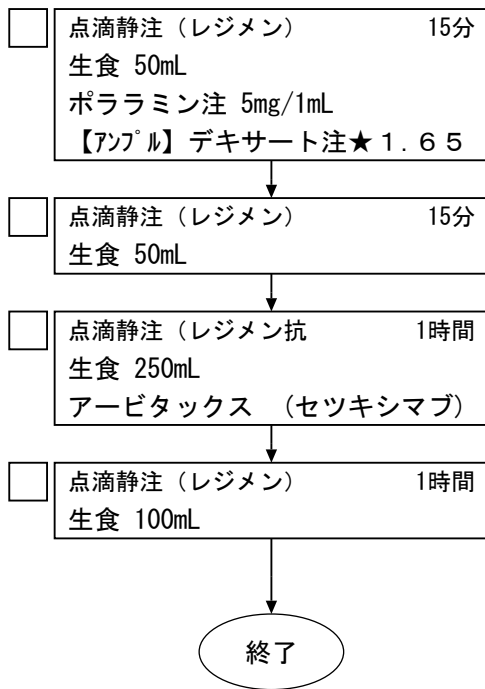 点滴静注（レジメン） 15分
生食 50mL
ポララミン注 5mg/1mL
【ｱﾝﾌﾟﾙ】デキサート注★１.６５
点滴静注（レジメン） 15分
生食 50mL
点滴静注（レジメン抗 1時間
生食 250mL
アービタックス （セツキシマブ）
点滴静注（レジメン） 1時間
生食 100mL
終了